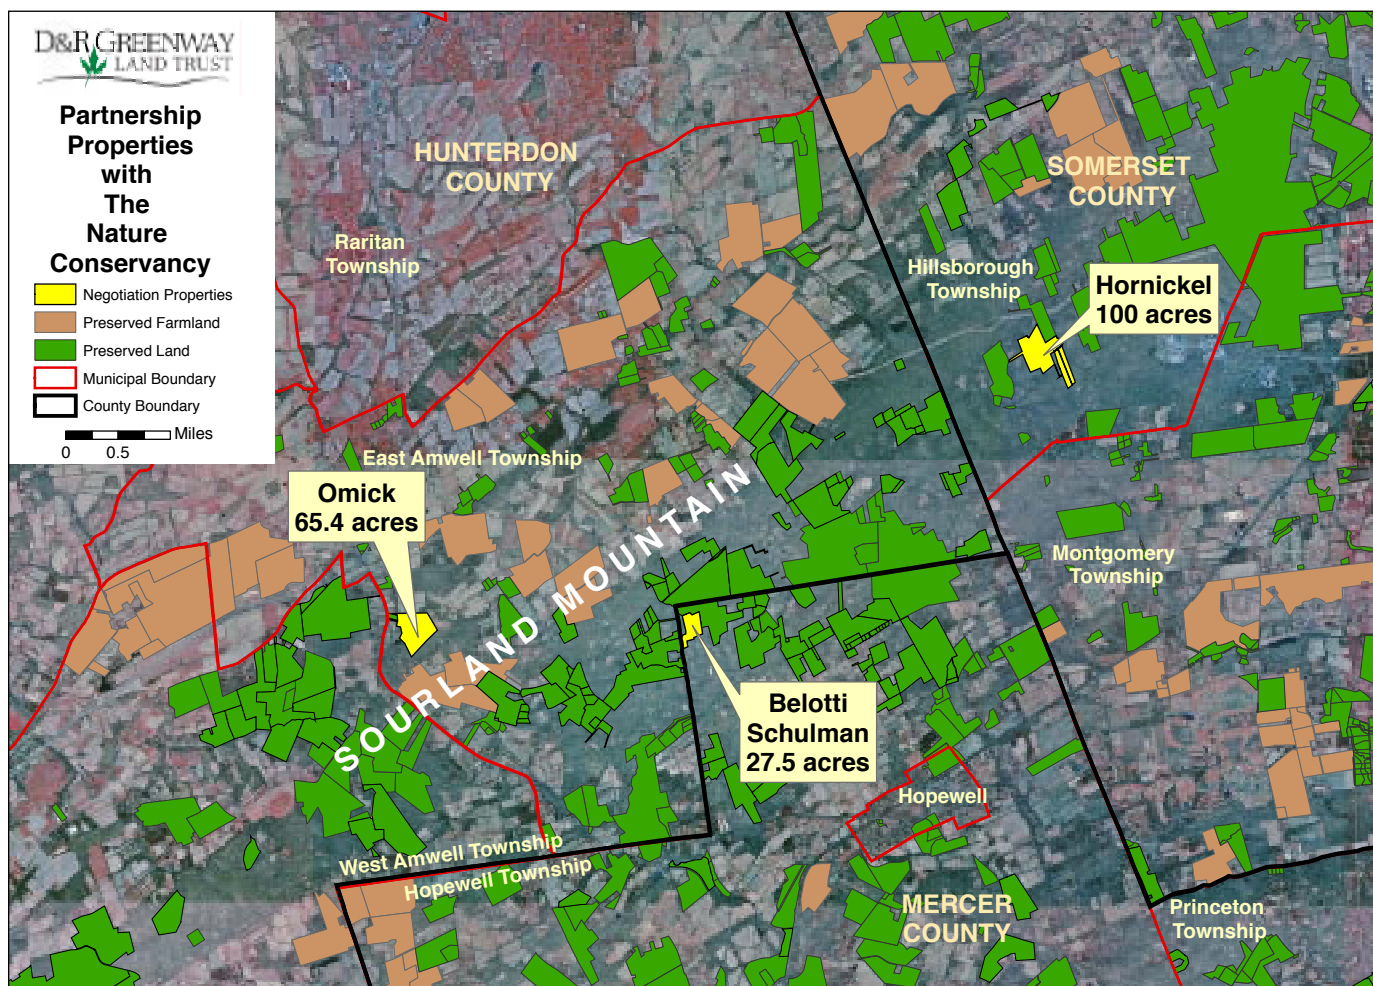 D&R GREENWAY
LAND TRUST
Partnership
Properties
with
The
Nature
Conservancy
Negotiation Properties
Preserved Farmland
Preserved Land
Municipal Boundary
County Boundary
Miles
0 0.5
HUNTERDON
COUNTY
SOMERSET
COUNTY
Raritan
Township
Hillsborough
Township
Hornickel
100 acres
East Amwell Township
Omick
65.4 acres
SOURLAND MOUNTAIN
Montgomery
Township
Belotti
Schulman
27.5 acres
Hopewell
West Amwell Township
Hopewell Township
MERCER
COUNTY
Princeton
Township